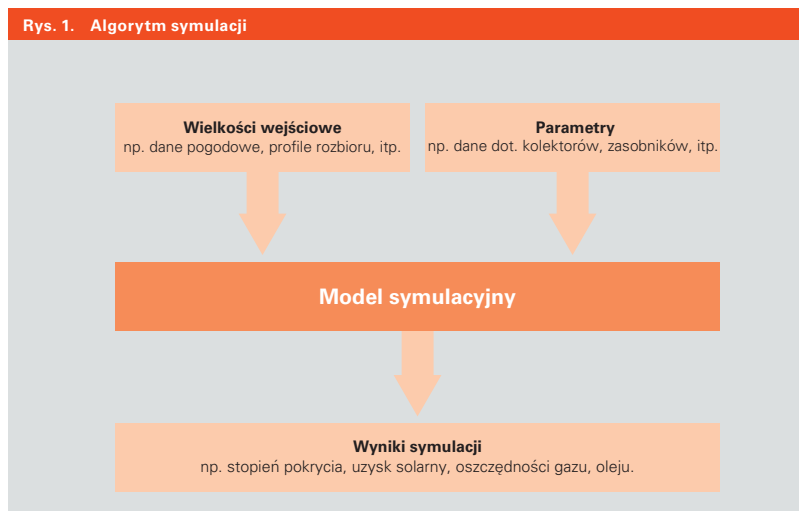 Rys. 1. Algorytm symulacji
Wielkości wejściowe
np. dane pogodowe, profile rozbioru, itp.
Parametry
np. dane dot. kolektorów, zasobników, itp.
Model symulacyjny
Wyniki symulacji
np. stopień pokrycia, uzysk solarny, oszczędności gazu, oleju.